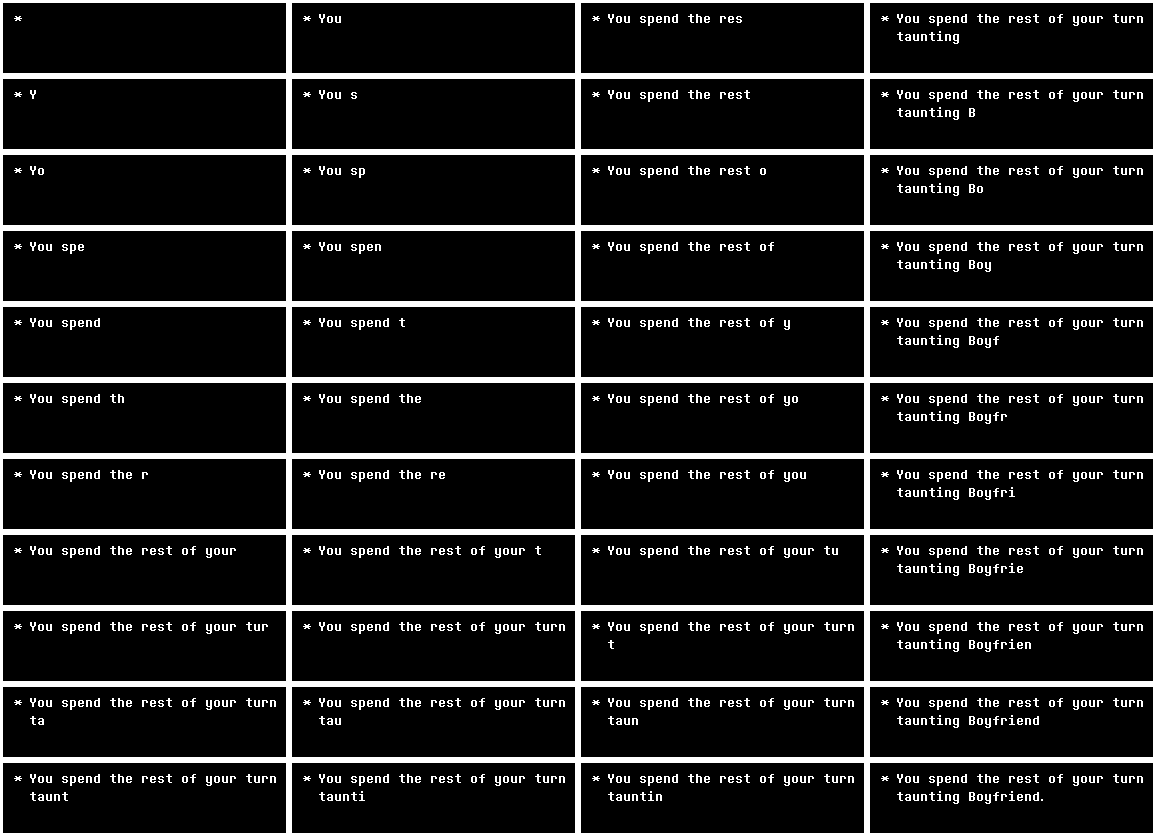 *
* You
* You spend the res
* You spend the rest of your turn
taunting
* Y
* You s
* You spend the rest
* You spend the rest of your turn
taunting B
* Yo
* You sp
* You spend the rest o
* You spend the rest of your turn
taunting Bo
* You spe
* You spen
* You spend the rest of
* You spend the rest of your turn
taunting Boy
* You spend
* You spend t
* You spend the rest of y
* You spend the rest of your turn
taunting Boyf
* You spend th
* You spend the
* You spend the rest of yo
* You spend the rest of your turn
taunting Boyfr
* You spend the r
* You spend the re
* You spend the rest of you
* You spend the rest of your turn
taunting Boyfri
* You spend the rest of your
* You spend the rest of your t
* You spend the rest of your tu
* You spend the rest of your turn
taunting Boyfrie
* You spend the rest of your tur
* You spend the rest of your turn
* You spend the rest of your turn
t
* You spend the rest of your turn
taunting Boyfrien
* You spend the rest of your turn
ta
* You spend the rest of your turn
tau
* You spend the rest of your turn
taun
* You spend the rest of your turn
taunting Boyfriend
* You spend the rest of your turn
taunt
* You spend the rest of your turn
taunti
* You spend the rest of your turn
tauntin
* You spend the rest of your turn
taunting Boyfriend.